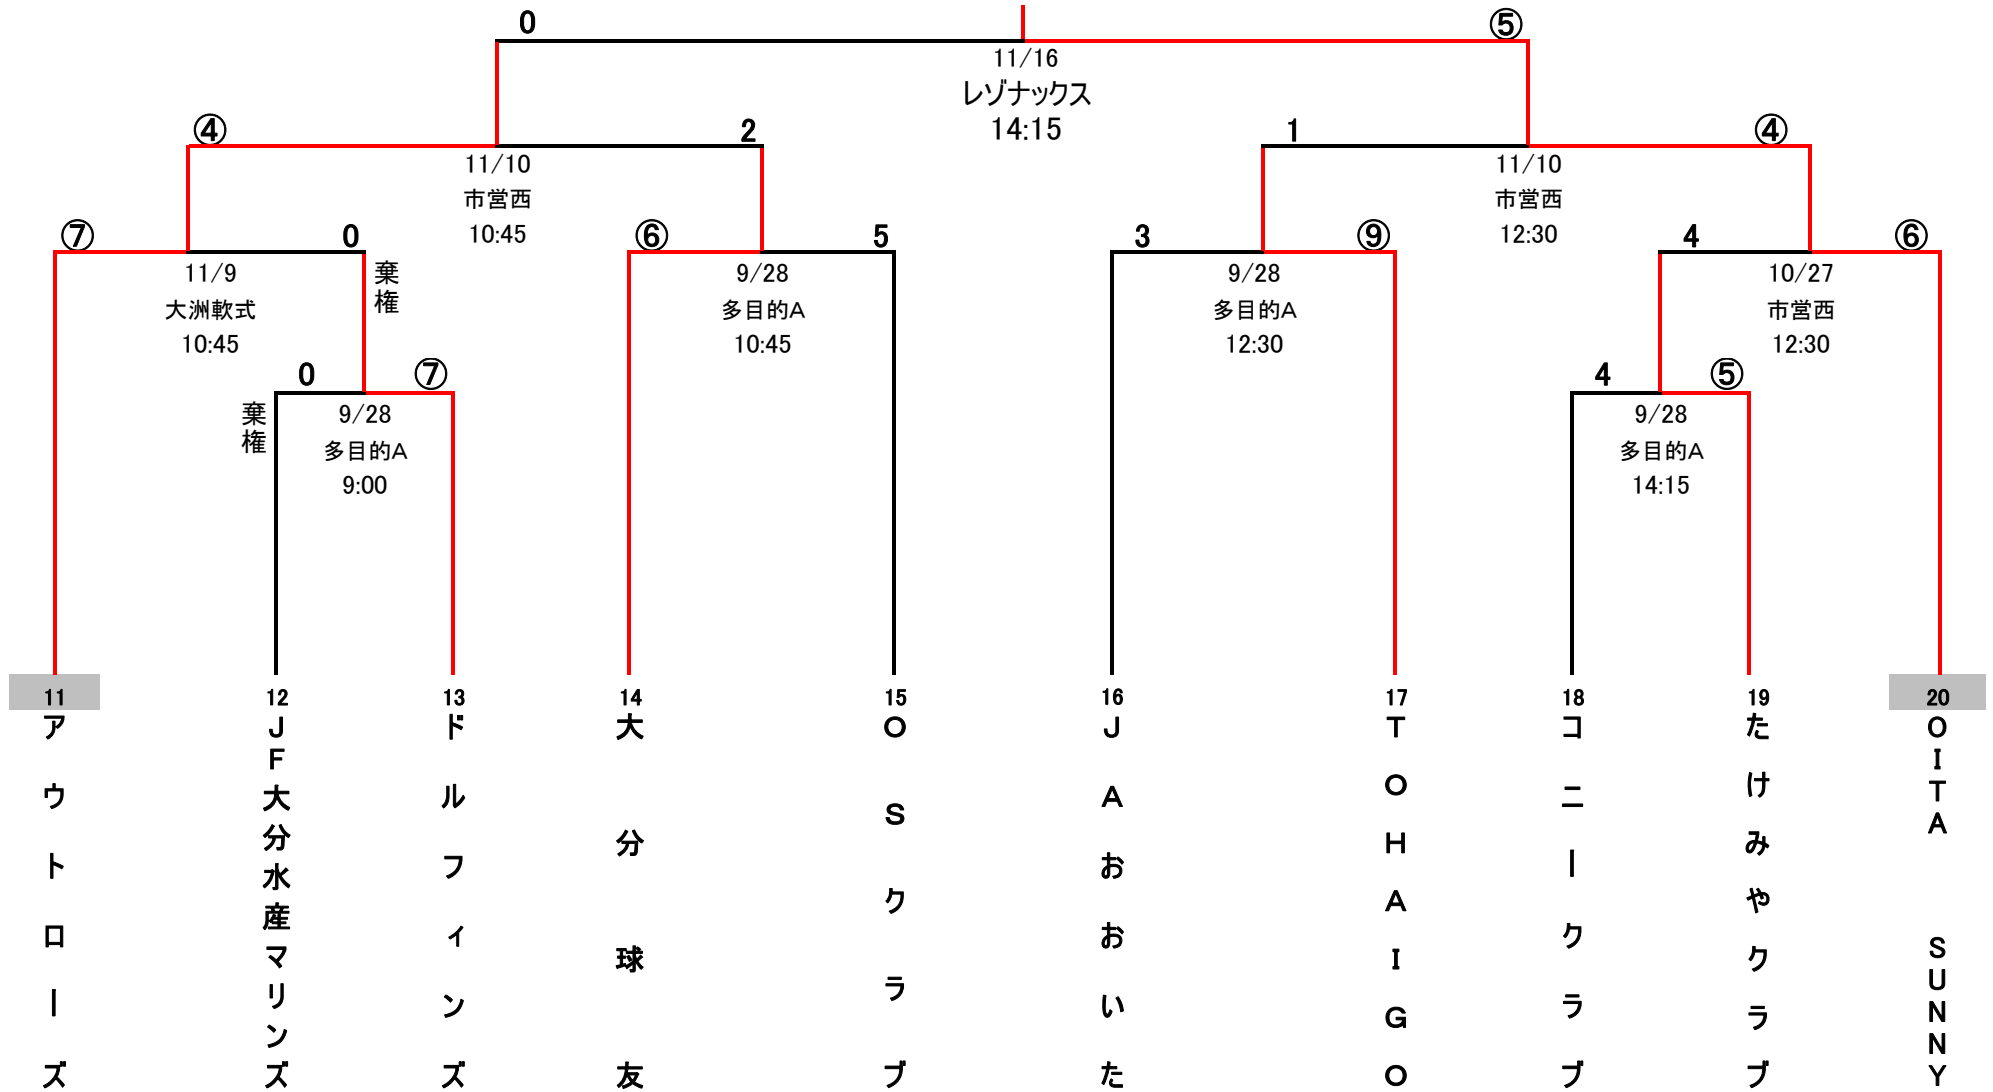 0
⑤
11/16
レゾナックス
14:15
④
2
1
④
11/10
市営西
10:45
11/10
市営西
12:30
⑦
0
⑥
5
3
⑨
4
⑥
11/9
大洲軟式
10:45
棄権
9/28
多目的A
10:45
9/28
多目的A
12:30
10/27
市営西
12:30
0
⑦
4
⑤
棄権
9/28
多目的A
9:00
9/28
多目的A
14:15
11
アウトローズ
12
JF大分水産マリンズ
13
ドルフィンズ
14
大分球友
15
OSクラブ
16
JAおおいた
17
TOHAIGO
18
コニークラブ
19
たけみやクラブ
20
OITA SUNNY